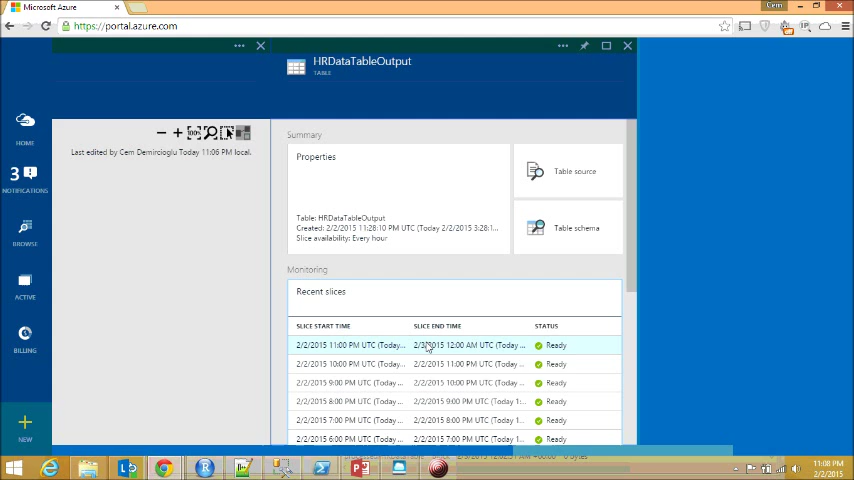 Microsoft Azure
Cem
https://portal.azure.com
HRDataTableOutput
TABLE
HOME
3
NOTIFICATIONS
BROWSE
ACTIVE
BILLING
NEW
100%
Last edited by Cem Demircioglu Today 11:06 PM local.
Summary
Properties
Table: HRDataTableOutput
Created: 2/2/2015 11:28:10 PM UTC (Today 2/2/2015 3:28:1...
Slice availability: Every hour
Table source
Table schema
Monitoring
Recent slices
SLICE START TIME SLICE END TIME STATUS
2/2/2015 11:00 PM UTC (Today... 2/3/2015 12:00 AM UTC (Today ... Ready
2/2/2015 10:00 PM UTC (Today ... 2/2/2015 11:00 PM UTC (Today ... Ready
2/2/2015 9:00 PM UTC (Today ... 2/2/2015 10:00 PM UTC (Today ... Ready
2/2/2015 8:00 PM UTC (Today ... 2/2/2015 9:00 PM UTC (Today 1... Ready
2/2/2015 7:00 PM UTC (Today ... 2/2/2015 8:00 PM UTC (Today 1... Ready
2/2/2015 6:00 PM UTC (Today ... 2/2/2015 7:00 PM UTC (Today 1... Ready
11:08 PM
2/2/2015